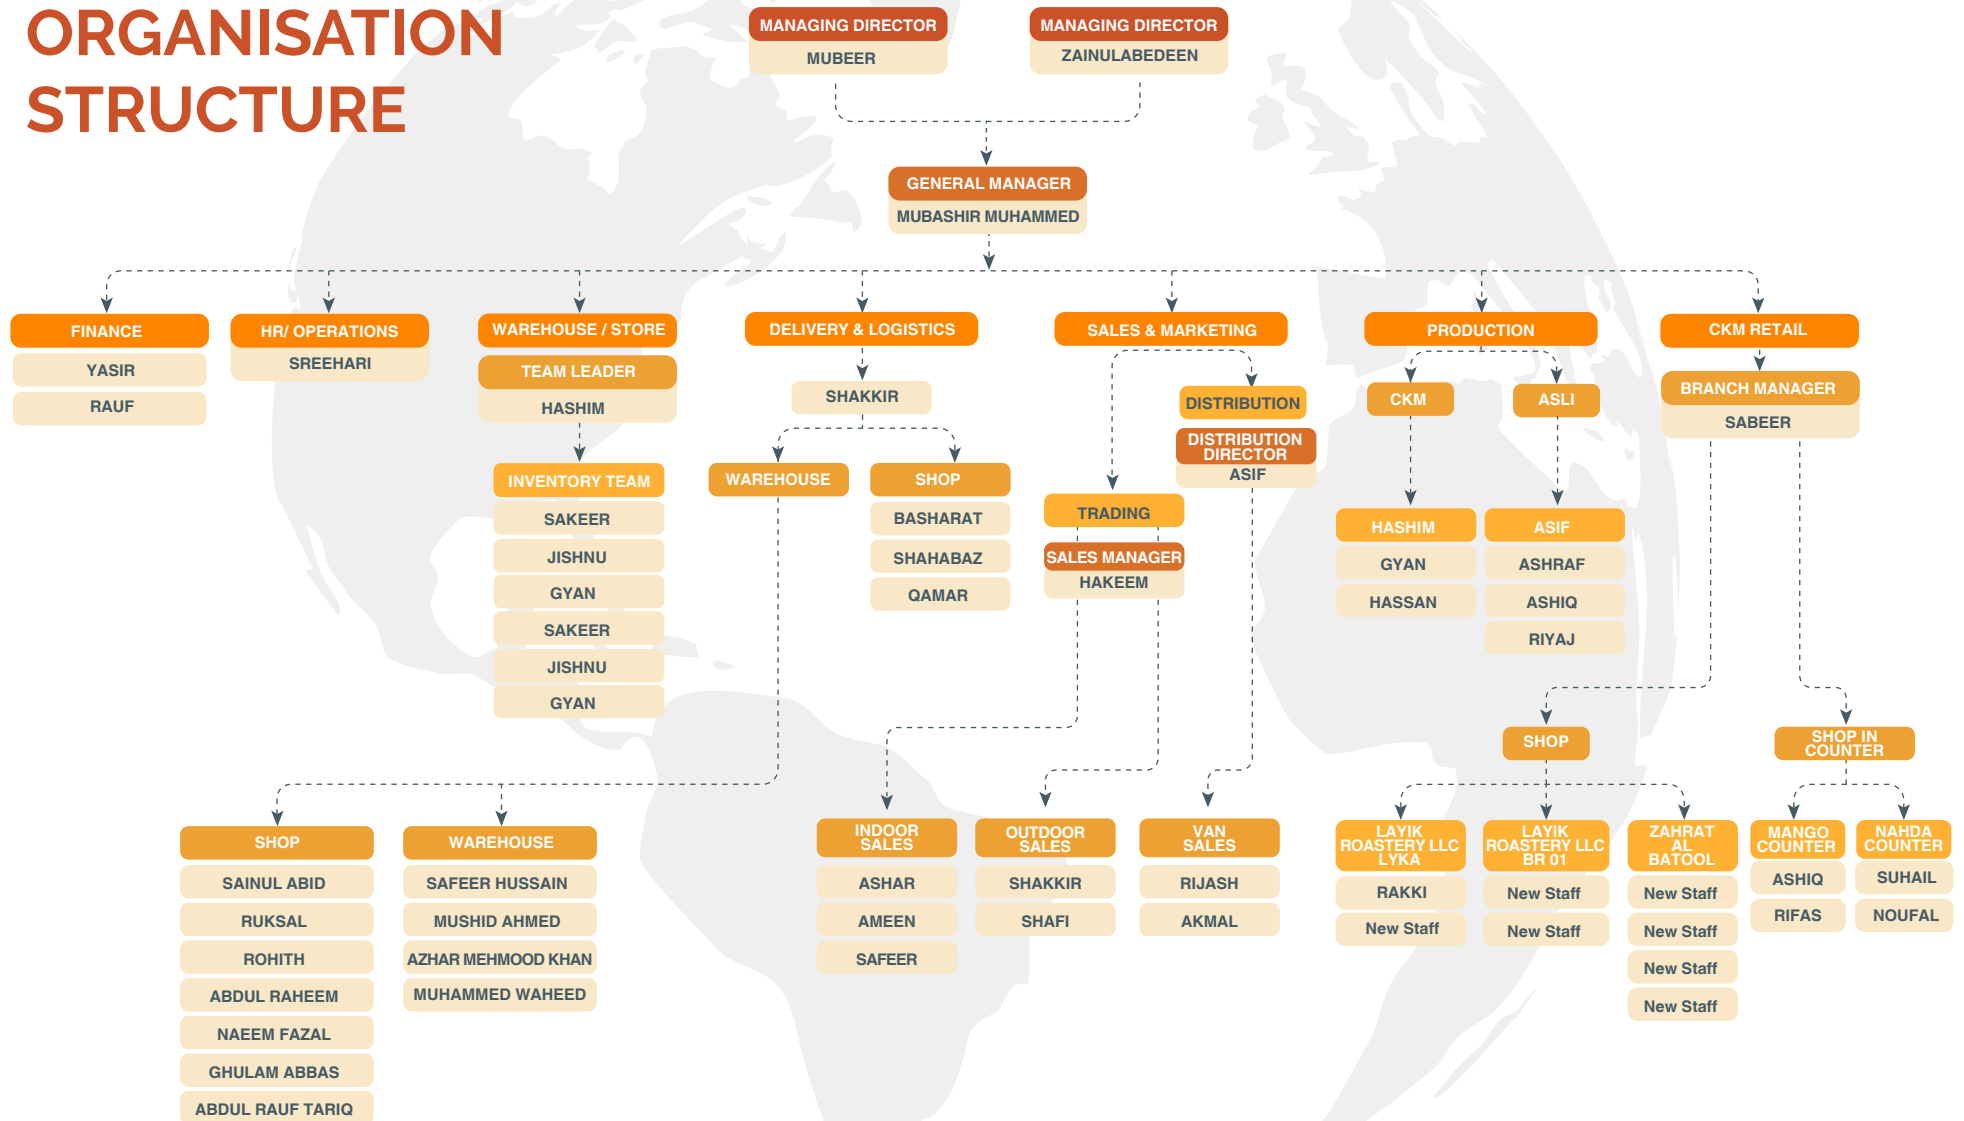 ORGANISATION
STRUCTURE
MANAGING DIRECTOR
MUBEER
MANAGING DIRECTOR
ZAINULABEDEEN
GENERAL MANAGER
MUBASHIR MUHAMMED
FINANCE
YASIR
RAUF
HR/ OPERATIONS
SREEHARI
WAREHOUSE / STORE
TEAM LEADER
HASHIM
INVENTORY TEAM
SAKEER
JISHNU
GYAN
SAKEER
JISHNU
GYAN
DELIVERY & LOGISTICS
SHAKKIR
WAREHOUSE
SHOP
BASHARAT
SHAHABAZ
QAMAR
SHOP
SAINUL ABID
RUKSAL
ROHITH
ABDUL RAHEEM
NAEEM FAZAL
GHULAM ABBAS
ABDUL RAUF TARIQ
WAREHOUSE
SAFEER HUSSAIN
MUSHID AHMED
AZHAR MEHMOOD KHAN
MUHAMMED WAHEED
SALES & MARKETING
DISTRIBUTION
DISTRIBUTION
DIRECTOR
ASIF
TRADING
SALES MANAGER
HAKEEM
INDOOR
SALES
ASHAR
AMEEN
SAFEER
OUTDOOR
SALES
SHAKKIR
SHAFI
VAN
SALES
RIJASH
AKMAL
PRODUCTION
CKM
HASHIM
GYAN
HASSAN
ASLI
ASIF
ASHRAF
ASHIQ
RIYAJ
CKM RETAIL
BRANCH MANAGER
SABEER
SHOP
LAYIK
ROASTERY LLC
LYKA
RAKKI
New Staff
LAYIK
ROASTERY LLC
BR 01
New Staff
New Staff
ZAHRAT
AL
BATOOL
New Staff
New Staff
New Staff
New Staff
SHOP IN
COUNTER
MANGO
COUNTER
ASHIQ
RIFAS
NAHDA
COUNTER
SUHAIL
NOUFAL